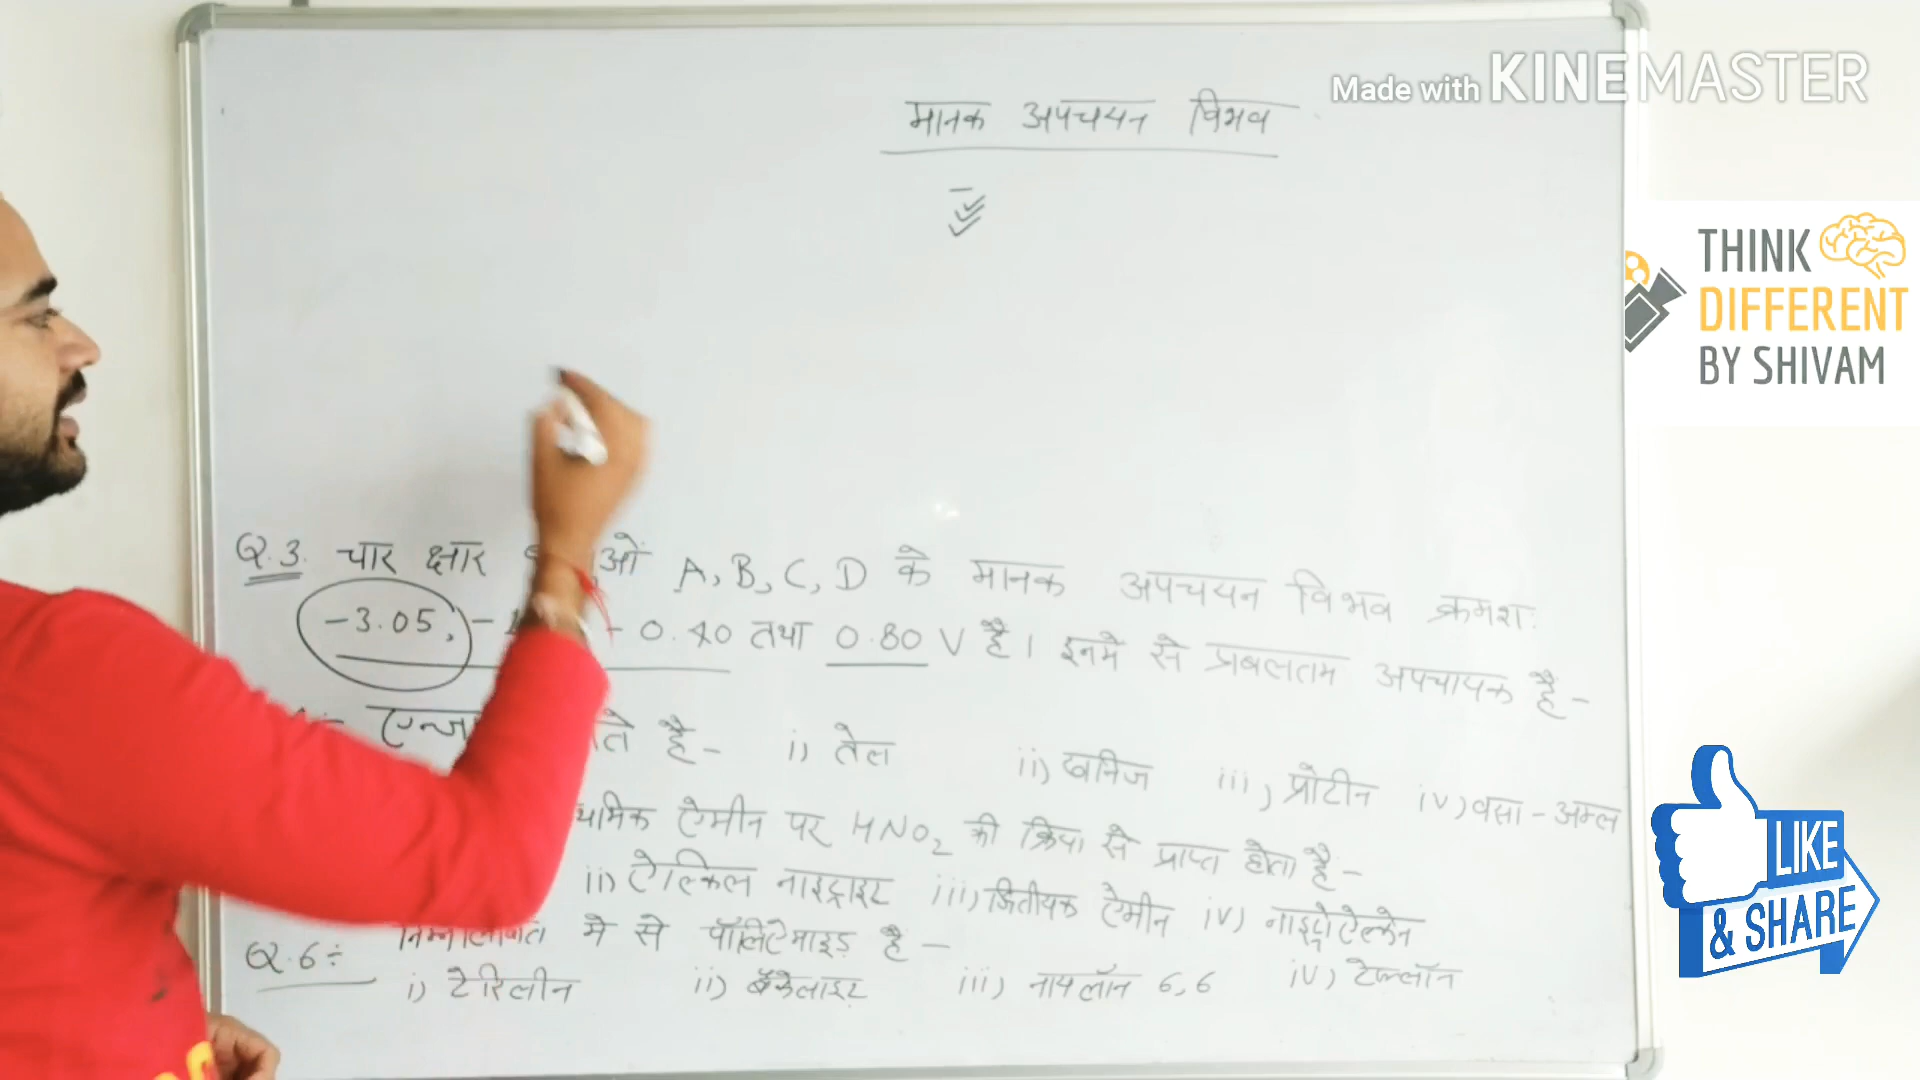 Made with KINEMASTER
मानक अपचयन विभव
THINK
DIFFERENT
BY SHIVAM
Q.3. चार क्षार ओं A, B, C, D के मानक अपचयन विभव क्रमशः
-3.05, - - 0.40 तथा 0.80 V है। इनमे से प्रबलतम अपचायक है -
होते है - i) तेल ii) खनिज iii) प्रोटीन iv) वसा - अम्ल
ऐमीन पर HNO2 की क्रिया से प्राप्त होता है -
ii) ऐल्किल नाइट्राइट iii) द्वितीयक ऐमीन iv) नाइट्रोऐल्केन
Q.6 ÷ निम्नलिखित मे से पॉलिऐमाइड है -
i) टेरिलीन ii) बैकेलाइट iii) नायलॉन 6,6 iv) टेफ्लॉन
LIKE
& SHARE